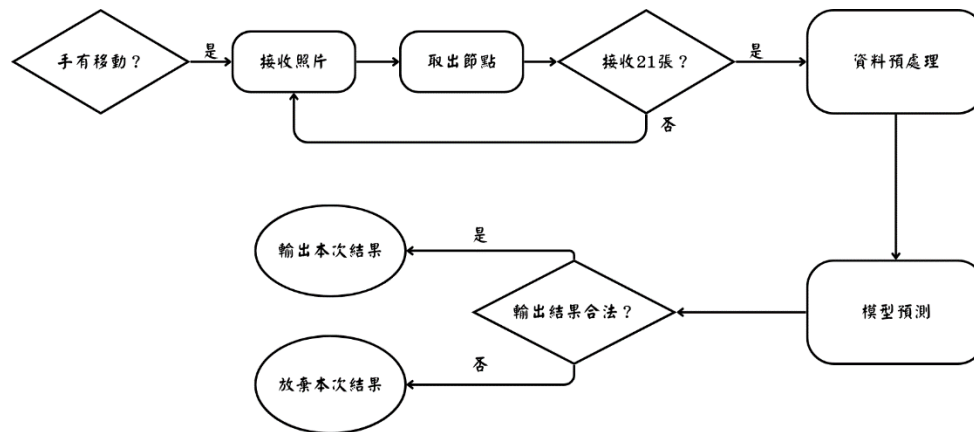 手有移動？
是
接收照片
取出節點
接收21張？
是
資料預處理
否
輸出本次結果
是
輸出結果合法？
模型預測
否
放棄本次結果